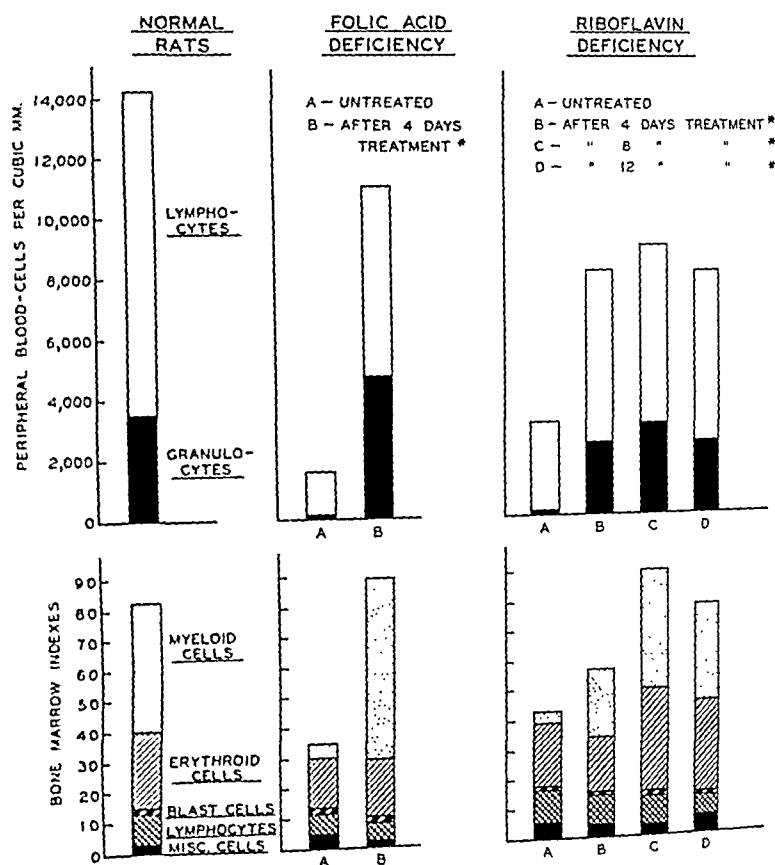 NORMAL
RATS
FOLIC ACID
DEFICIENCY
RIBOFLAVIN
DEFICIENCY
PERIPHERAL BLOOD-CELLS PER CUBIC MM.
14,000
12,000
10,000
8,000
6,000
4,000
2,000
0
LYMPHO-
CYTES
GRANULO-
CYTES
A - UNTREATED
B - AFTER 4 DAYS
TREATMENT *
A B
A - UNTREATED
B - AFTER 4 DAYS TREATMENT *
C - " 8 " " *
D - " 12 " " *
A B C D
BONE MARROW INDEXES
90
80
70
60
50
40
30
20
10
0
MYELOID
CELLS
ERYTHROID
CELLS
BLAST CELLS
LYMPHOCYTES
MISC. CELLS
A B
A B C D